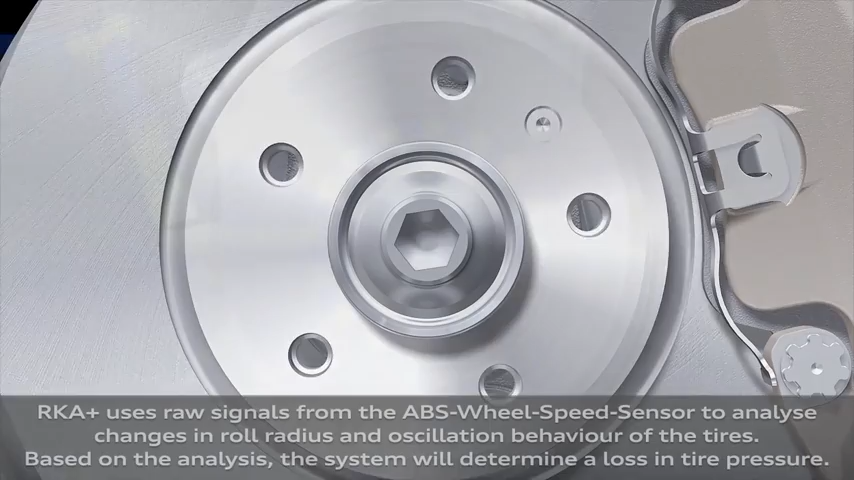 RKA+ uses raw signals from the ABS-Wheel-Speed-Sensor to analyse
changes in roll radius and oscillation behaviour of the tires.
Based on the analysis, the system will determine a loss in tire pressure.